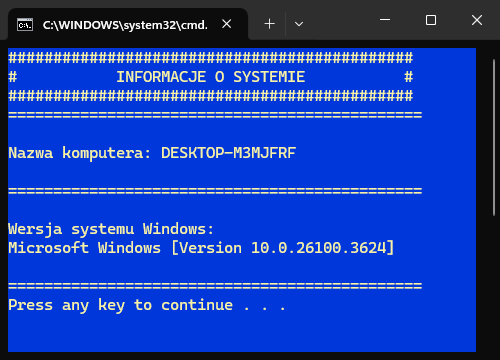 C:\WINDOWS\system32\cmd.
#############################################
# INFORMACJE O SYSTEMIE #
#############################################
==============================================
Nazwa komputera: DESKTOP-M3MJFRF
==============================================
Wersja systemu Windows:
Microsoft Windows [Version 10.0.26100.3624]
==============================================
Press any key to continue . . .